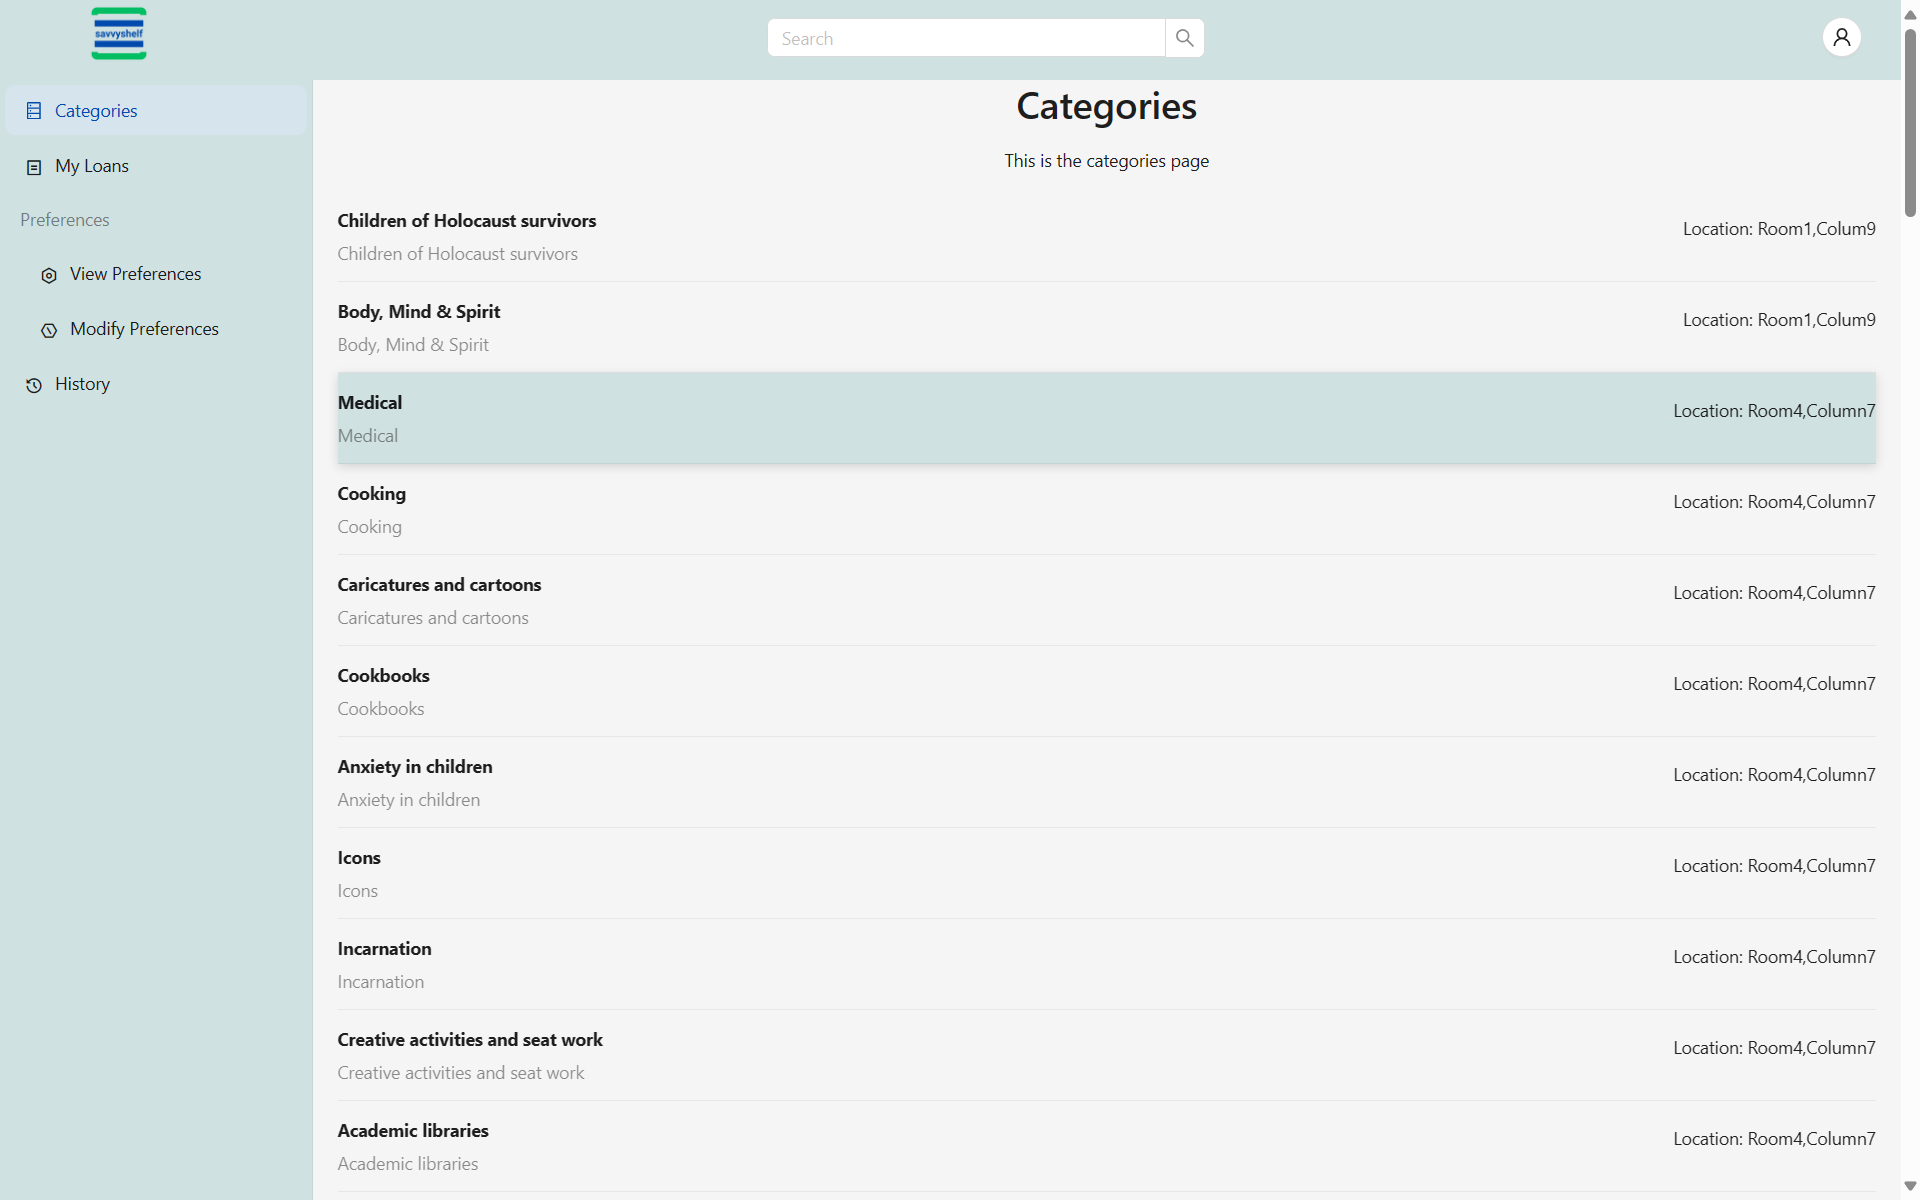 savvyshelf
Search
Categories
My Loans
Preferences
View Preferences
Modify Preferences
History
Categories
This is the categories page
Children of Holocaust survivors
Children of Holocaust survivors
Location: Room1,Colum9
Body, Mind & Spirit
Body, Mind & Spirit
Location: Room1,Colum9
Medical
Medical
Location: Room4,Column7
Cooking
Cooking
Location: Room4,Column7
Caricatures and cartoons
Caricatures and cartoons
Location: Room4,Column7
Cookbooks
Cookbooks
Location: Room4,Column7
Anxiety in children
Anxiety in children
Location: Room4,Column7
Icons
Icons
Location: Room4,Column7
Incarnation
Incarnation
Location: Room4,Column7
Creative activities and seat work
Creative activities and seat work
Location: Room4,Column7
Academic libraries
Academic libraries
Location: Room4,Column7